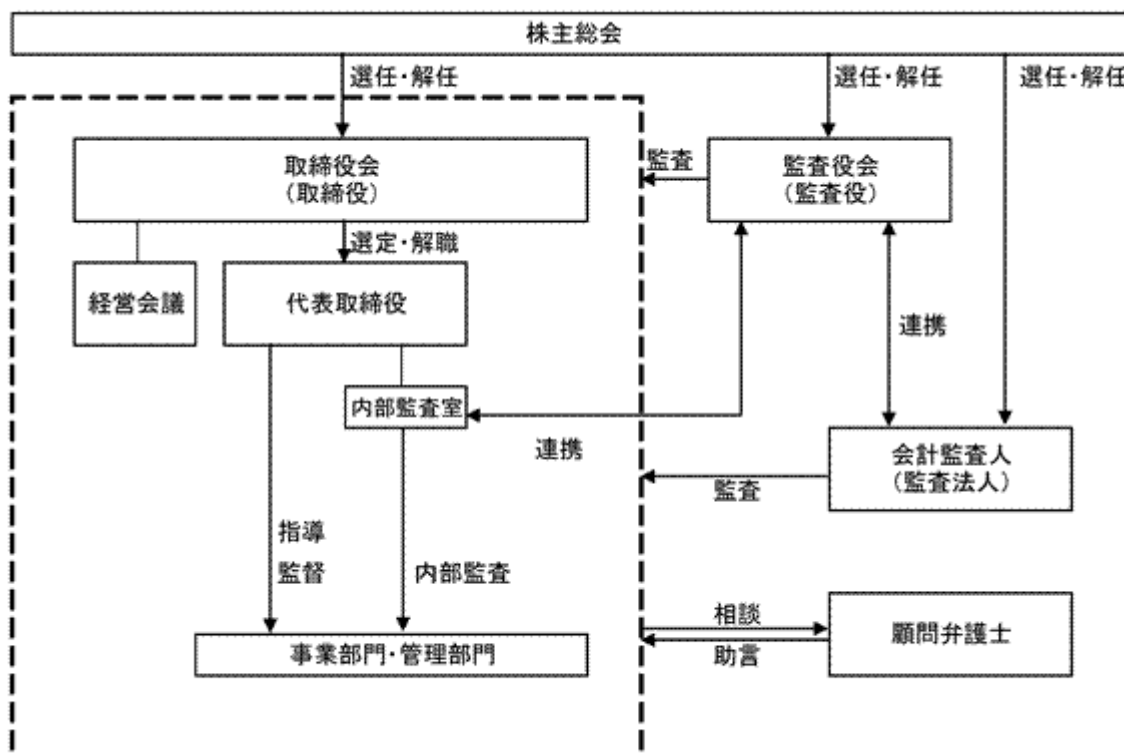 株主総会
選任・解任
選任・解任
選任・解任
取締役会
（取締役）
監査
監査役会
（監査役）
選定・解職
経営会議
代表取締役
連携
内部監査室
連携
会計監査人
（監査法人）
監査
指導
監督
内部監査
相談
助言
顧問弁護士
事業部門・管理部門